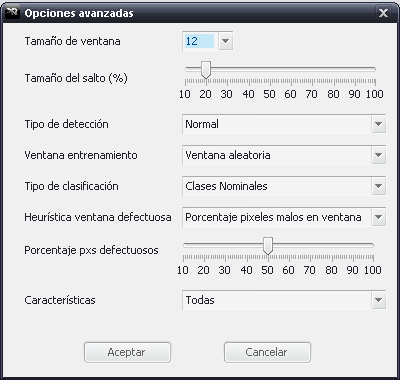 Opciones avanzadas
Tamaño de ventana 12
Tamaño del salto (%)
10 20 30 40 50 60 70 80 90 100
Tipo de detección Normal
Ventana entrenamiento Ventana aleatoria
Tipo de clasificación Clases Nominales
Heurística ventana defectuosa Porcentaje pixeles malos en ventana
Porcentaje pxs defectuosos
10 20 30 40 50 60 70 80 90 100
Características Todas
Aceptar Cancelar